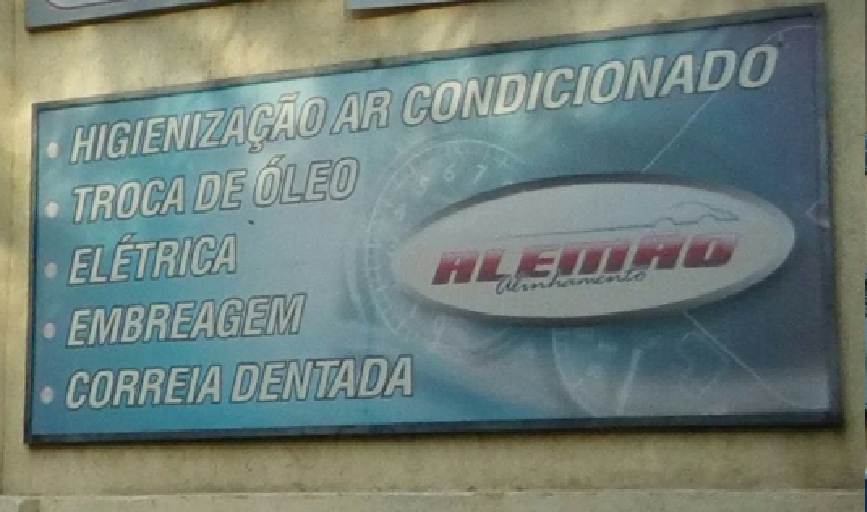 • HIGIENIZAÇÃO AR CONDICIONADO
• TROCA DE ÓLEO
• ELÉTRICA
• EMBREAGEM
• CORREIA DENTADA
ALEMÃO
Alinhamento